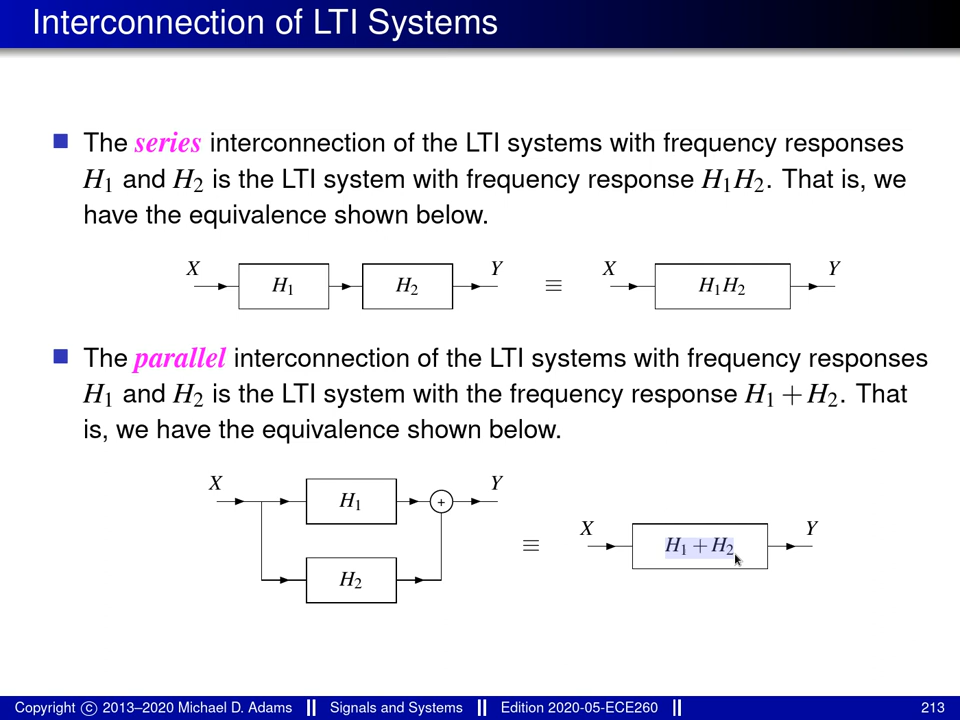 Interconnection of LTI Systems
The series interconnection of the LTI systems with frequency responses
H₁ and H₂ is the LTI system with frequency response H₁H₂. That is, we
have the equivalence shown below.
X H₁ H₂ Y ≡ X H₁H₂ Y
The parallel interconnection of the LTI systems with frequency responses
H₁ and H₂ is the LTI system with the frequency response H₁ + H₂. That
is, we have the equivalence shown below.
X H₁ + Y
≡ X H₁ + H₂ Y
H₂
Copyright © 2013–2020 Michael D. Adams Signals and Systems Edition 2020-05-ECE260 213